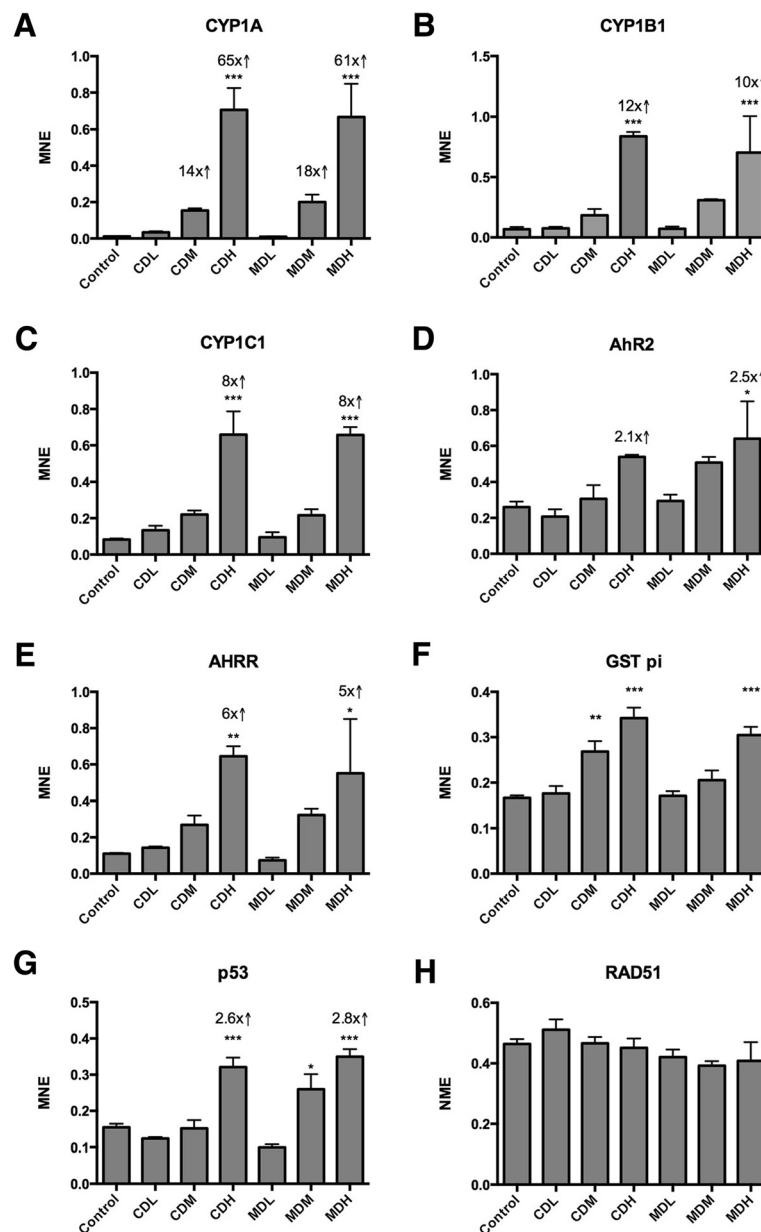 A
CYP1A
MNE
1.0
0.8
0.6
0.4
0.2
0.0
14x↑
65x↑
***
18x↑
61x↑
***
Control
CDL
CDM
CDH
MDL
MDM
MDH
B
CYP1B1
MNE
1.5
1.0
0.5
0.0
12x↑
***
10x
***
Control
CDL
CDM
CDH
MDL
MDM
MDH
C
CYP1C1
MNE
1.0
0.8
0.6
0.4
0.2
0.0
8x↑
***
8x↑
***
Control
CDL
CDM
CDH
MDL
MDM
MDH
D
AhR2
MNE
1.0
0.8
0.6
0.4
0.2
0.0
2.1x↑
2.5x
*
Control
CDL
CDM
CDH
MDL
MDM
MDH
E
AHRR
MNE
1.0
0.8
0.6
0.4
0.2
0.0
6x↑
**
5x↑
*
Control
CDL
CDM
CDH
MDL
MDM
MDH
F
GST pi
MNE
0.4
0.3
0.2
0.1
0.0
**
***
***
Control
CDL
CDM
CDH
MDL
MDM
MDH
G
p53
MNE
0.5
0.4
0.3
0.2
0.1
0.0
2.6x↑
***
*
2.8x↑
***
Control
CDL
CDM
CDH
MDL
MDM
MDH
H
RAD51
NME
0.6
0.4
0.2
0.0
Control
CDL
CDM
CDH
MDL
MDM
MDH